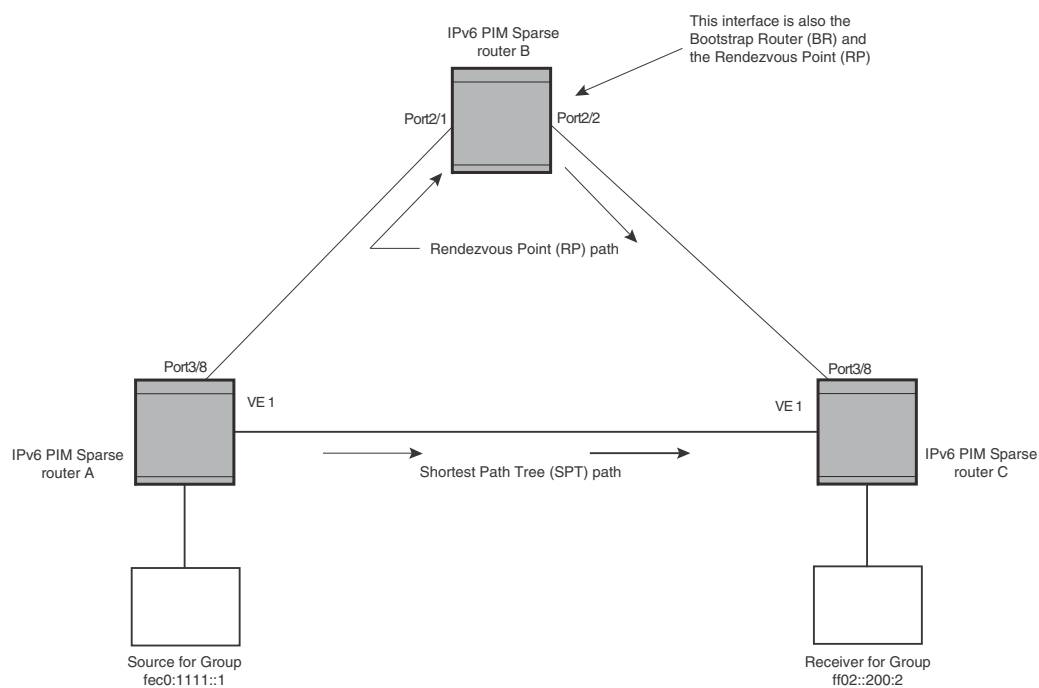 IPv6 PIM Sparse
router B
This interface is also the
Bootstrap Router (BR) and
the Rendezvous Point (RP)
Port2/1
Port2/2
Rendezvous Point (RP) path
Port3/8
VE 1
Port3/8
VE 1
IPv6 PIM Sparse
router A
Shortest Path Tree (SPT) path
IPv6 PIM Sparse
router C
Source for Group
fec0:1111::1
Receiver for Group
ff02::200:2